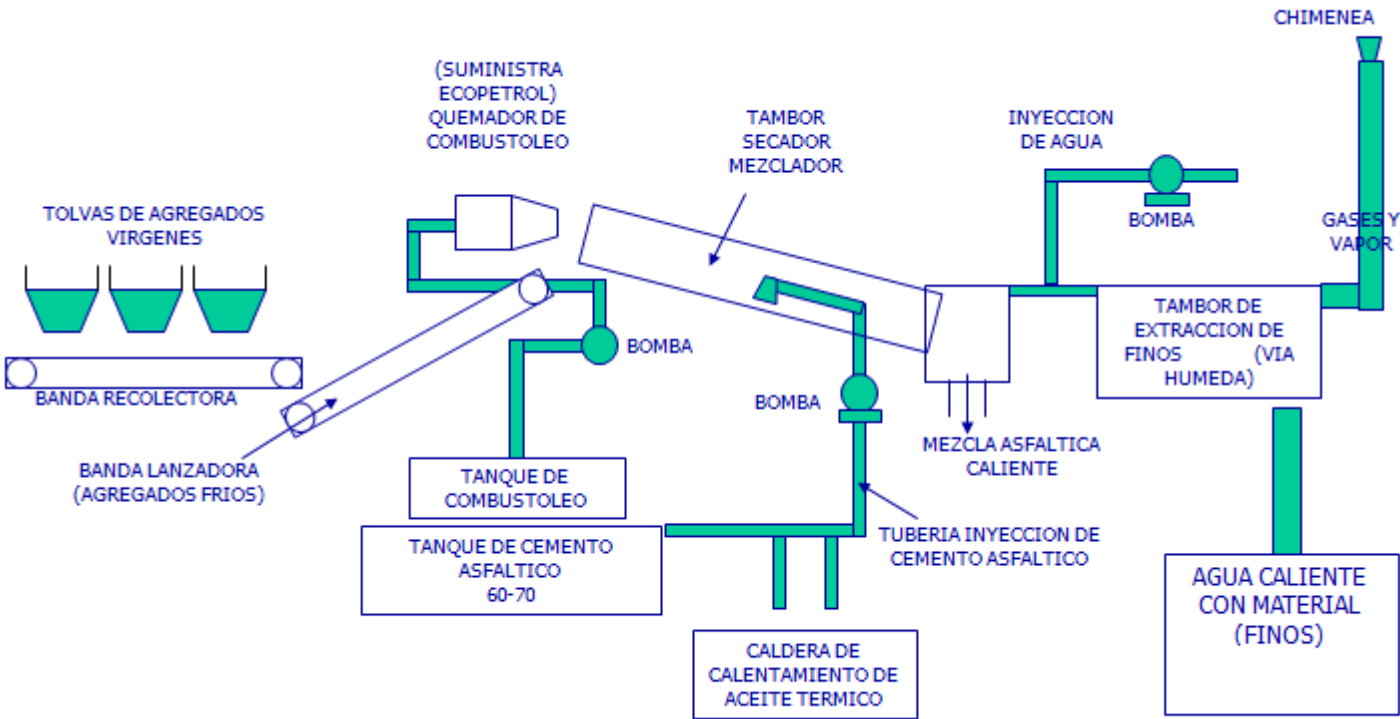 CHIMENEA
(SUMINISTRA
ECOPETROL)
QUEMADOR DE
COMBUSTOLEO
TAMBOR
SECADOR
MEZCLADOR
INYECCION
DE AGUA
BOMBA
TOLVAS DE AGREGADOS
VIRGENES
GASES Y
VAPOR
TAMBOR DE
EXTRACCION DE
FINOS (VIA
HUMEDA)
BOMBA
BANDA RECOLECTORA
BOMBA
MEZCLA ASFALTICA
CALIENTE
BANDA LANZADORA
(AGREGADOS FRIOS)
TANQUE DE
COMBUSTOLEO
TUBERIA INYECCION DE
CEMENTO ASFALTICO
TANQUE DE CEMENTO
ASFALTICO
60-70
AGUA CALIENTE
CON MATERIAL
(FINOS)
CALDERA DE
CALENTAMIENTO DE
ACEITE TERMICO